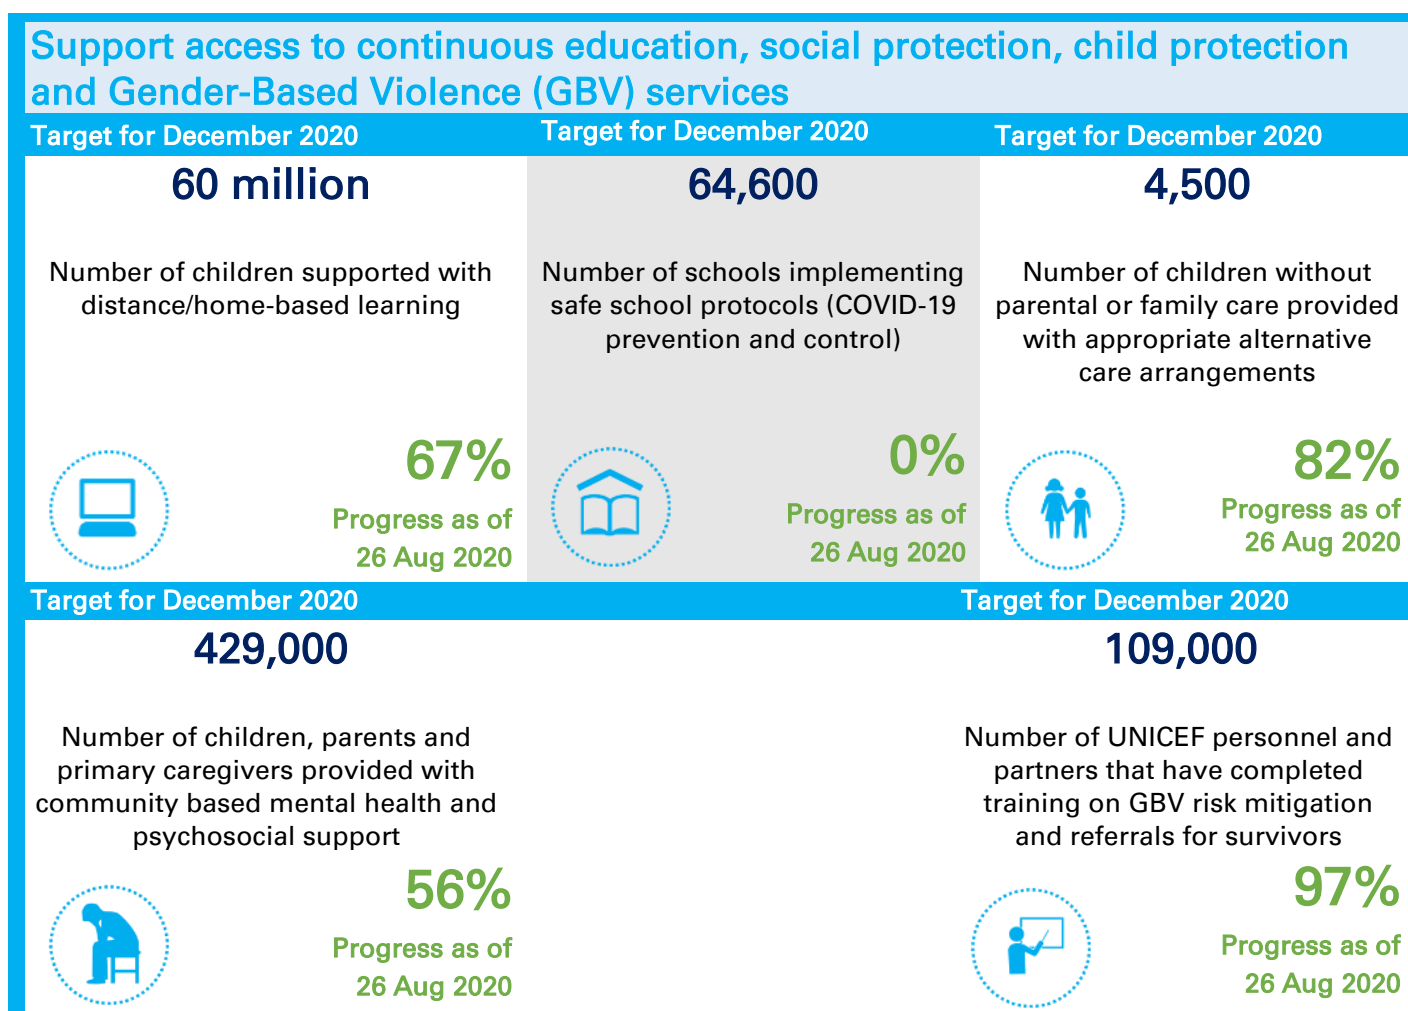 Support access to continuous education, social protection, child protection
and Gender-Based Violence (GBV) services
Target for December 2020
60 million
Number of children supported with
distance/home-based learning
67%
Progress as of
26 Aug 2020
Target for December 2020
64,600
Number of schools implementing
safe school protocols (COVID-19
prevention and control)
0%
Progress as of
26 Aug 2020
Target for December 2020
4,500
Number of children without
parental or family care provided
with appropriate alternative
care arrangements
82%
Progress as of
26 Aug 2020
Target for December 2020
429,000
Number of children, parents and
primary caregivers provided with
community based mental health and
psychosocial support
56%
Progress as of
26 Aug 2020
Target for December 2020
109,000
Number of UNICEF personnel and
partners that have completed
training on GBV risk mitigation
and referrals for survivors
97%
Progress as of
26 Aug 2020